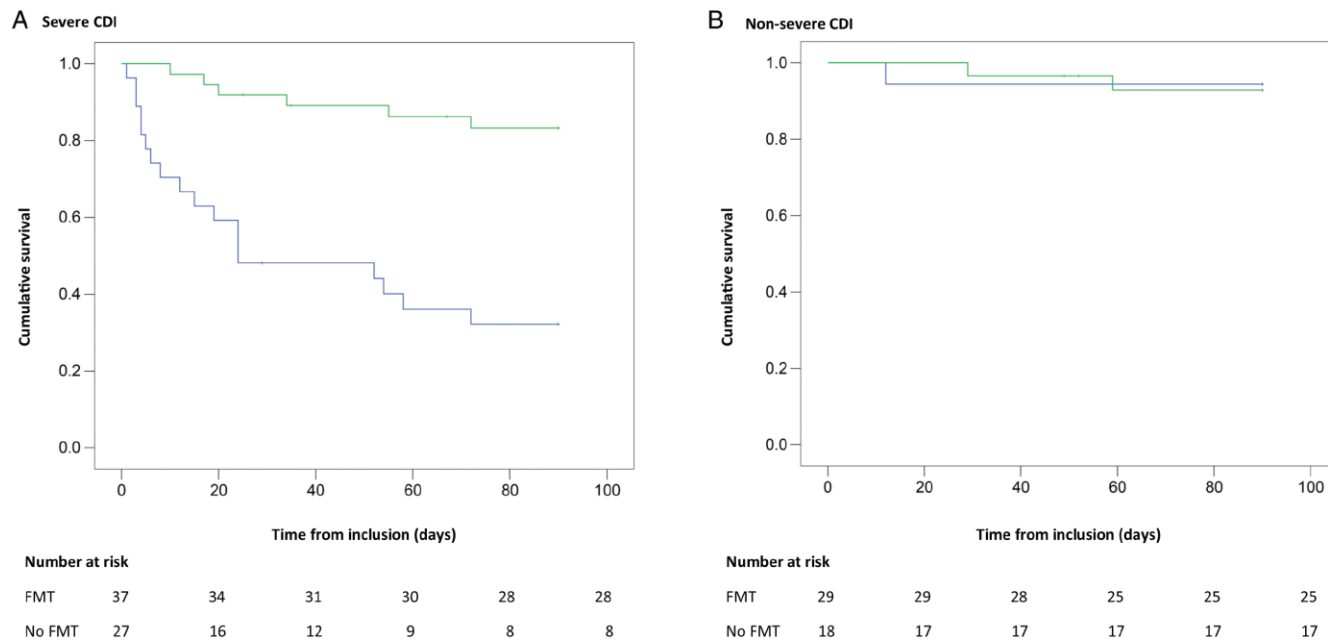 A Severe CDI
1.0
0.8
0.6
0.4
0.2
0.0
Cumulative survival
0 20 40 60 80 100
Time from inclusion (days)
Number at risk
FMT 37 34 31 30 28 28
No FMT 27 16 12 9 8 8
B Non-severe CDI
1.0
0.8
0.6
0.4
0.2
0.0
Cumulative survival
0 20 40 60 80 100
Time from inclusion (days)
Number at risk
FMT 29 29 28 25 25 25
No FMT 18 17 17 17 17 17